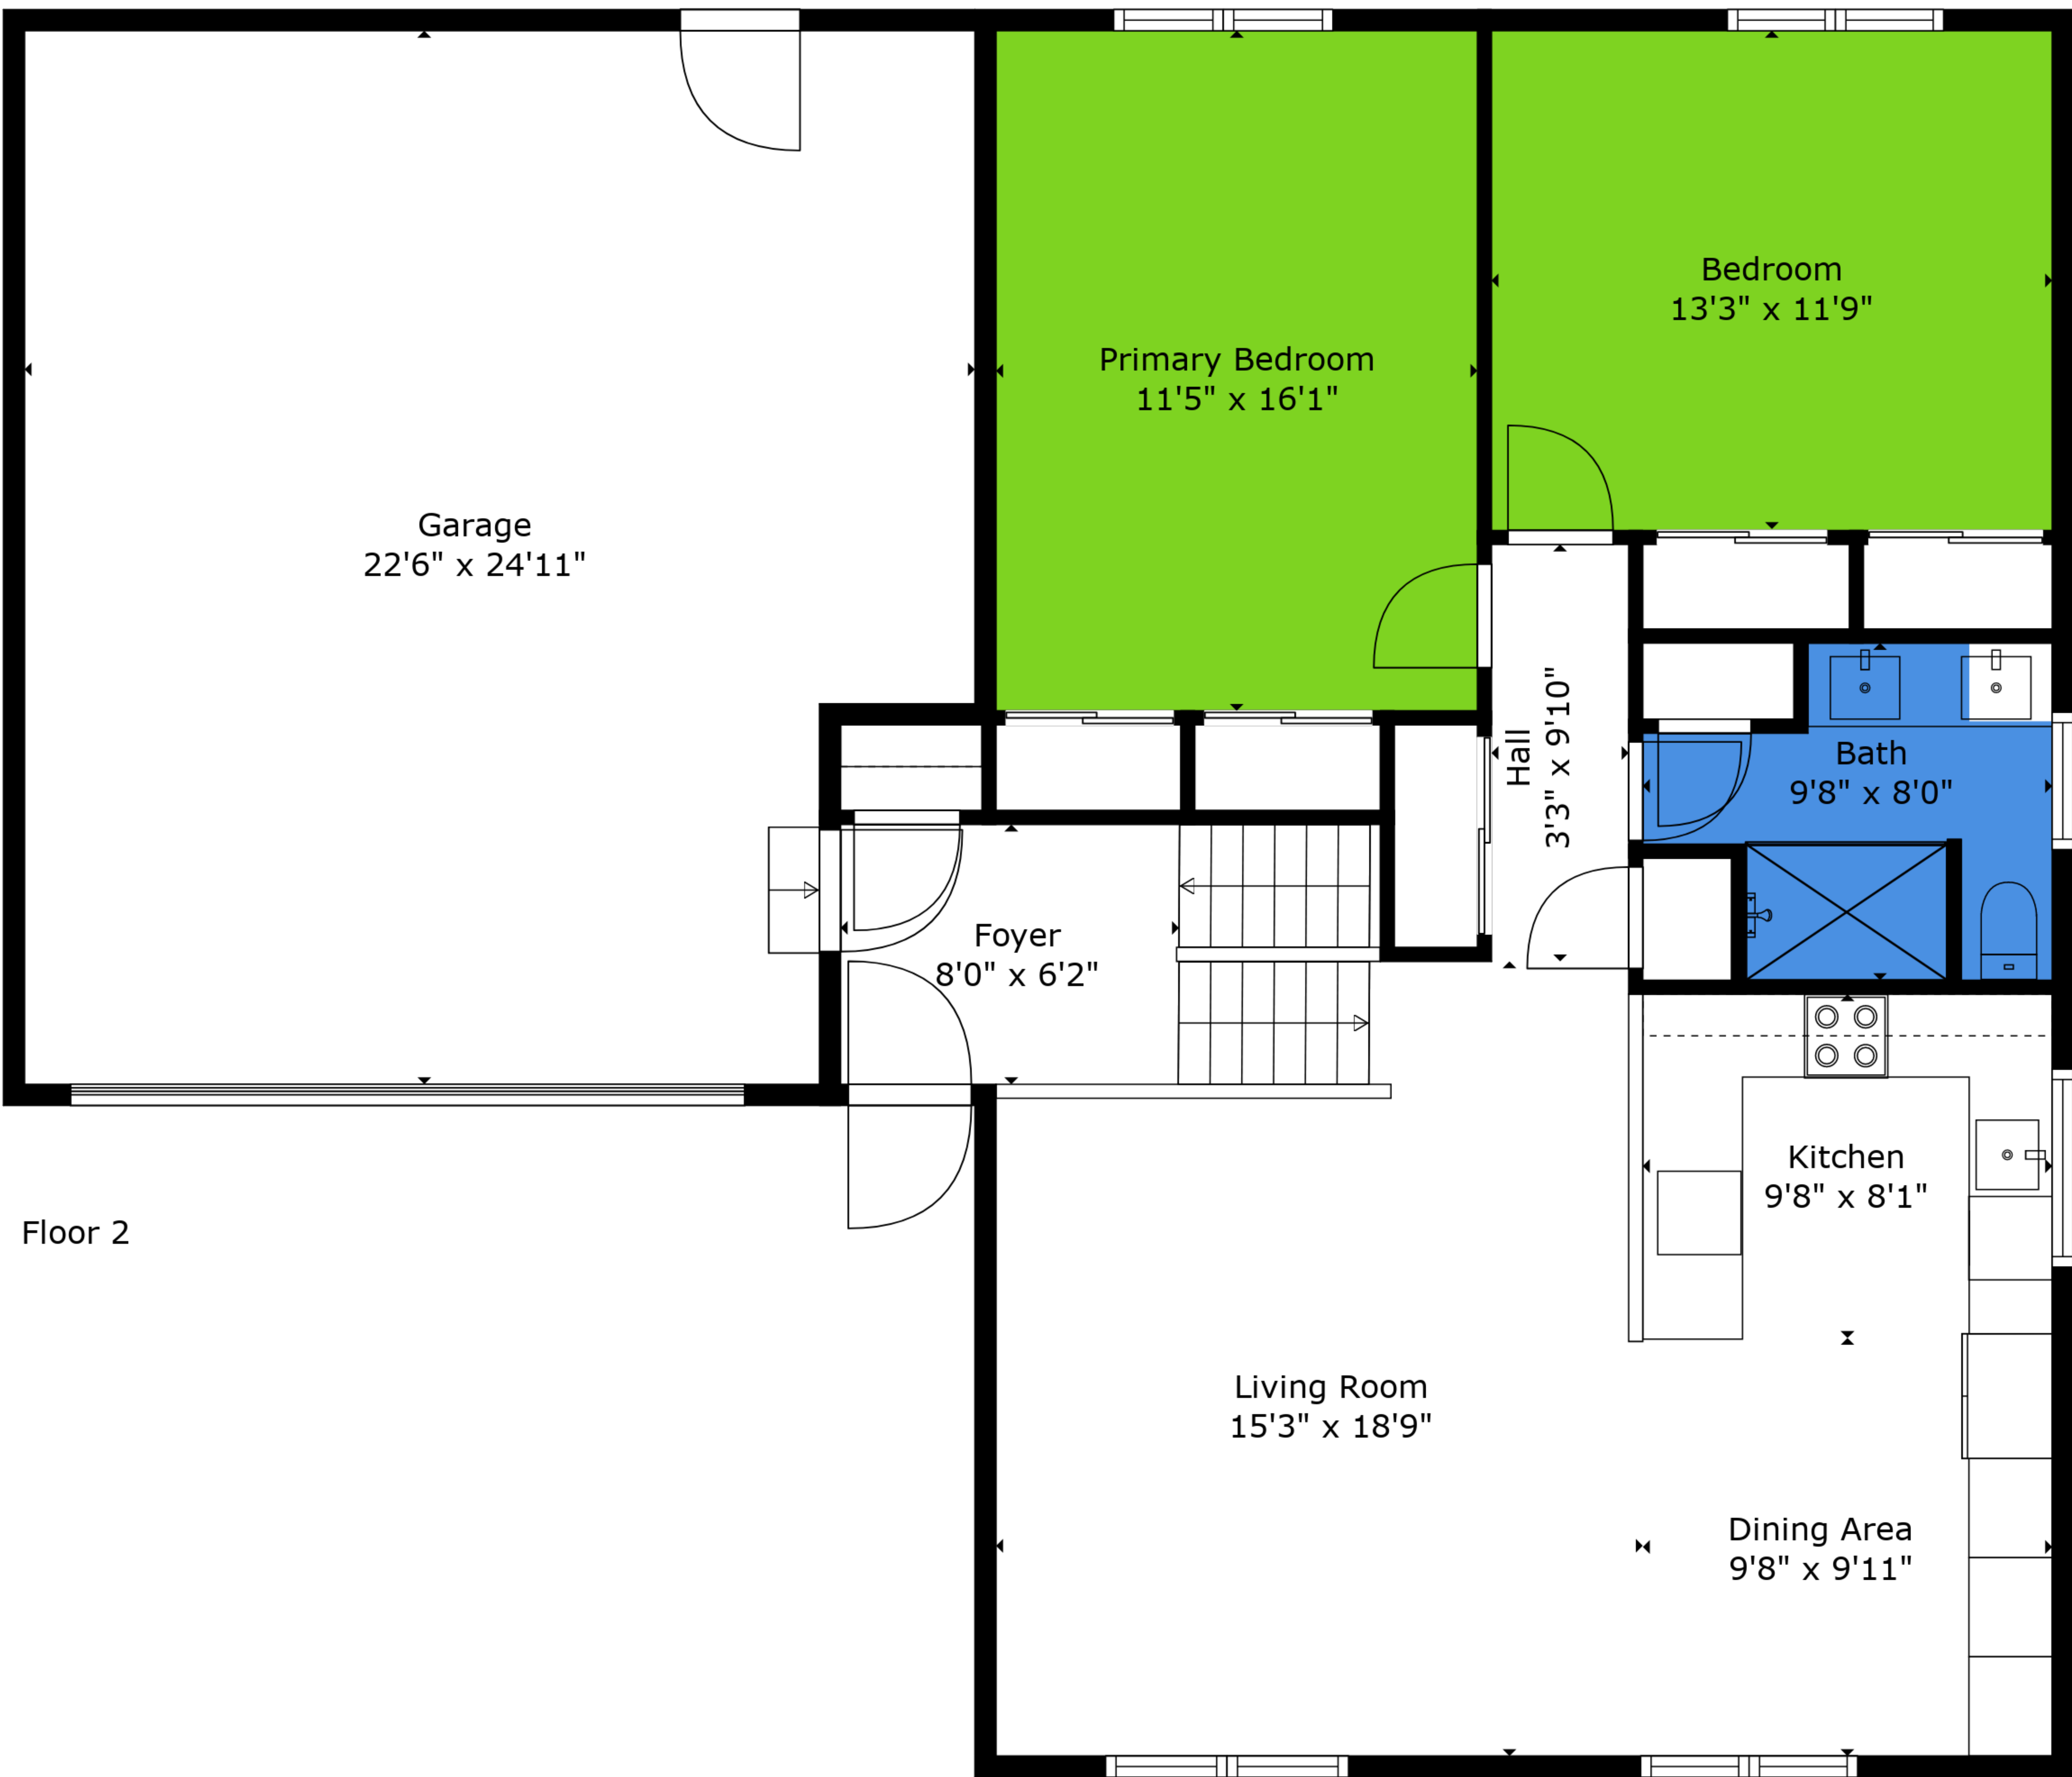 Bedroom
13'3" x 11'9"
Primary Bedroom
11'5" x 16'1"
Garage
22'6" x 24'11"
Hall
3'3" x 9'10"
Bath
9'8" x 8'0"
Foyer
8'0" x 6'2"
Kitchen
9'8" x 8'1"
Floor 2
Living Room
15'3" x 18'9"
Dining Area
9'8" x 9'11"